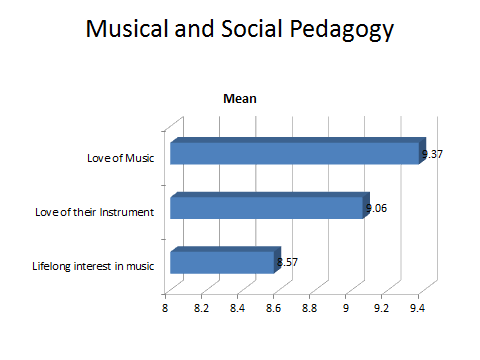 Musical and Social Pedagogy
Mean
Love of Music
9.37
Love of their Instrument
9.06
Lifelong interest in music
8.57
8 8.2 8.4 8.6 8.8 9 9.2 9.4